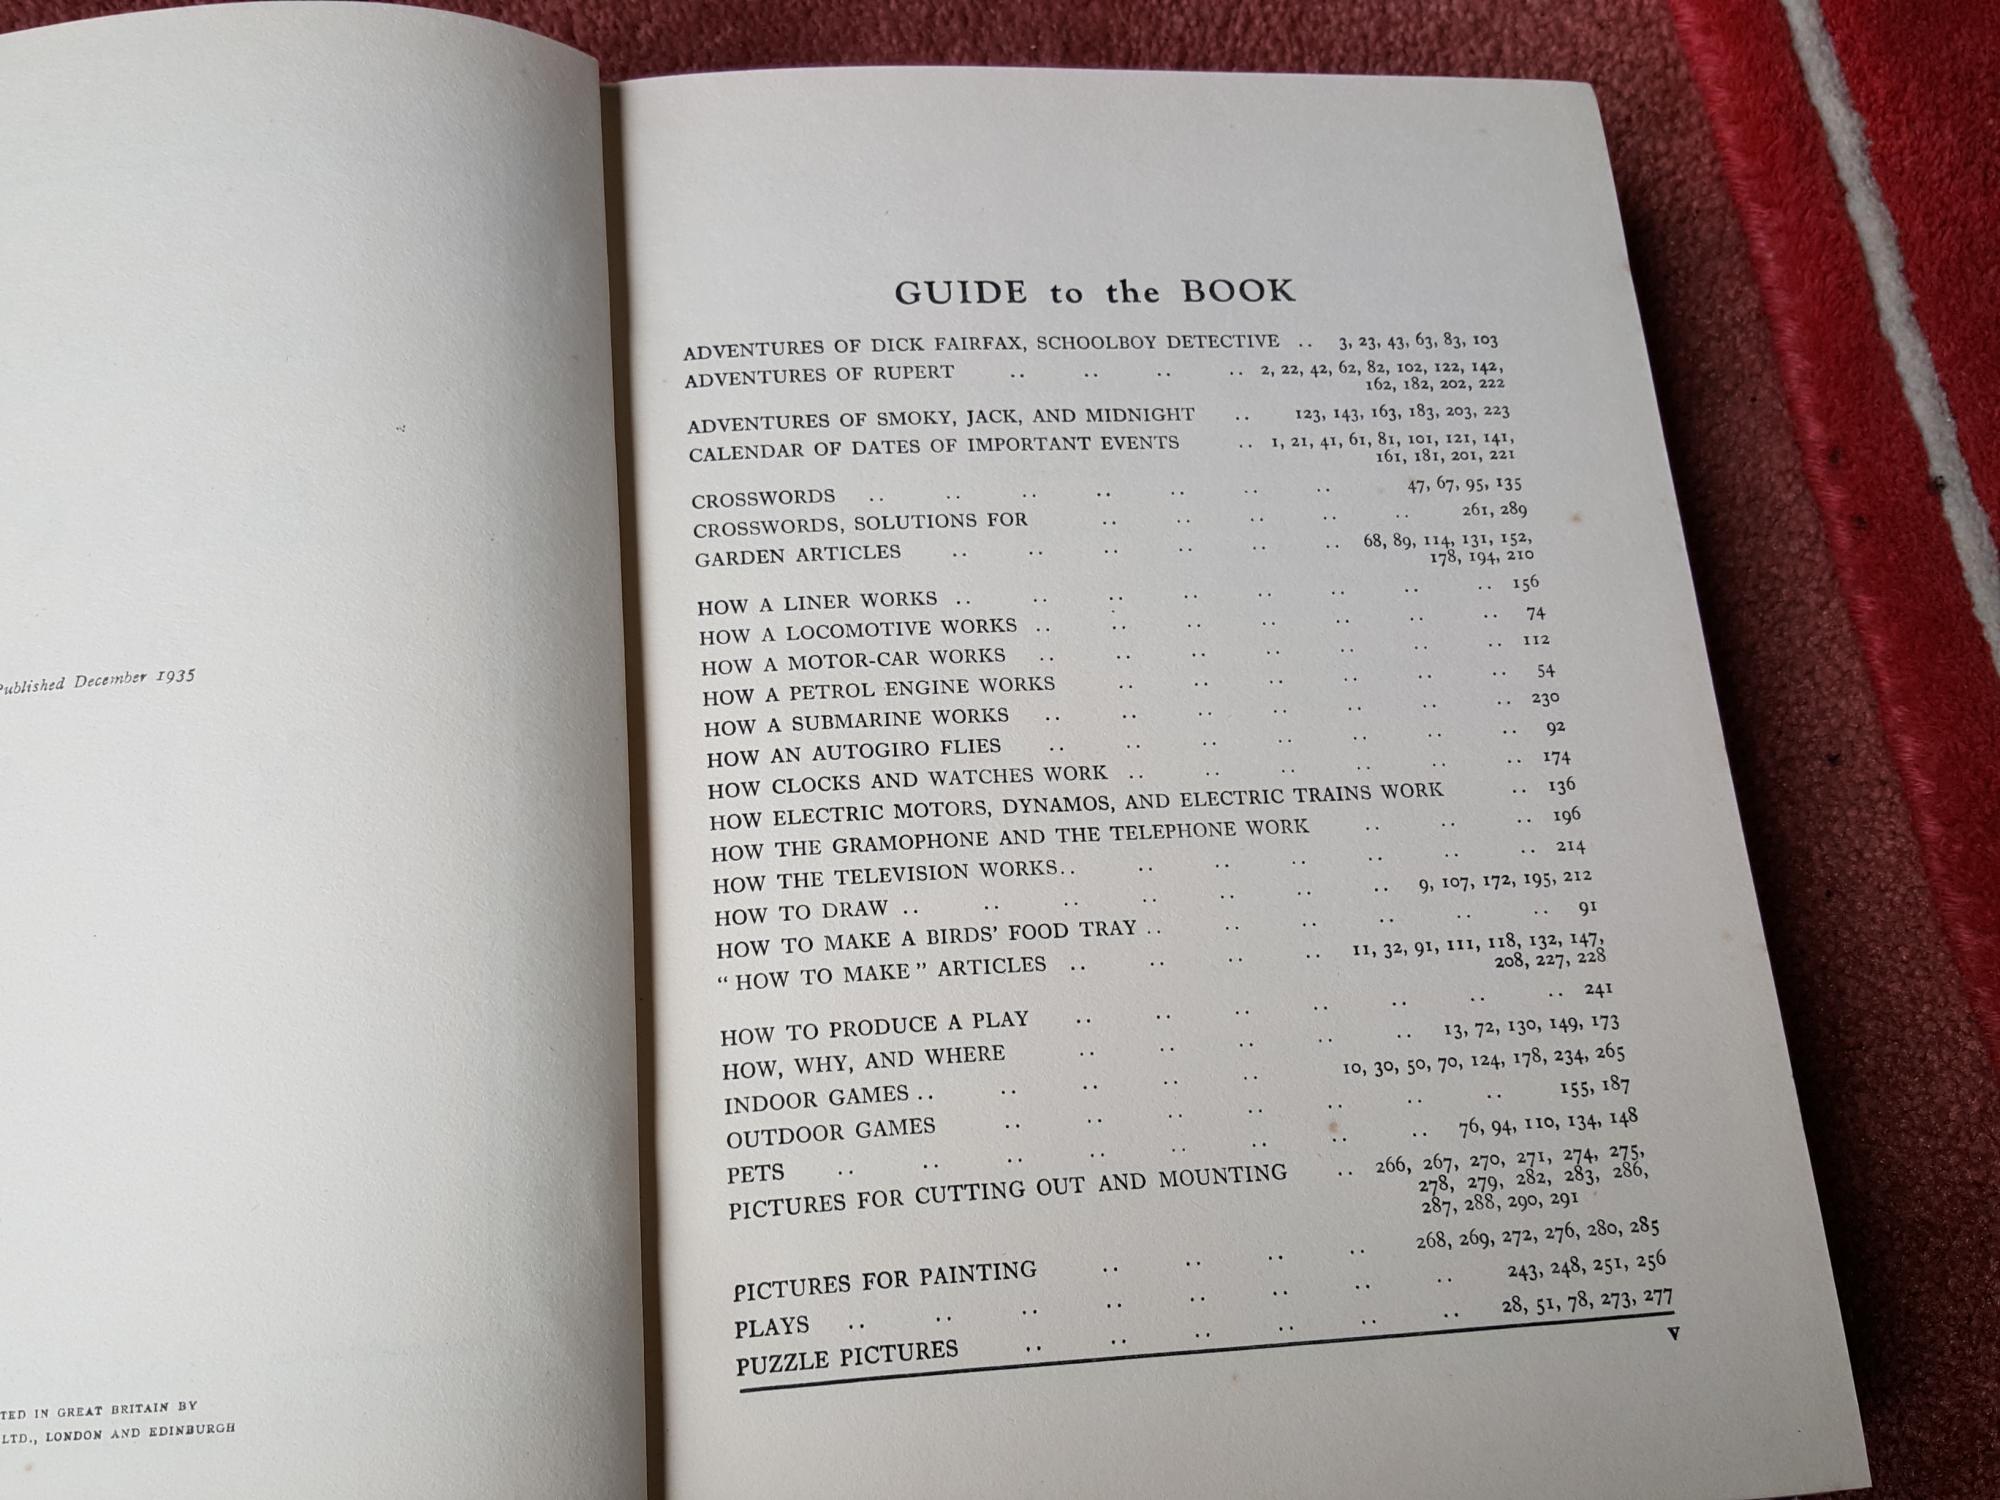 Published December 1935
TED IN GREAT BRITAIN BY
LTD., LONDON AND EDINBURGH
GUIDE to the BOOK
ADVENTURES OF DICK FAIRFAX, SCHOOLBOY DETECTIVE .. 3, 23, 43, 63, 83, 103
ADVENTURES OF RUPERT .. .. .. .. 2, 22, 42, 62, 82, 102, 122, 142,
162, 182, 202, 222
ADVENTURES OF SMOKY, JACK, AND MIDNIGHT .. 123, 143, 163, 183, 203, 223
CALENDAR OF DATES OF IMPORTANT EVENTS .. 1, 21, 41, 61, 81, 101, 121, 141,
161, 181, 201, 221
CROSSWORDS .. .. .. .. .. .. .. 47, 67, 95, 135
CROSSWORDS, SOLUTIONS FOR .. .. .. .. .. 261, 289
GARDEN ARTICLES .. .. .. .. .. .. 68, 89, 114, 131, 152,
178, 194, 210
HOW A LINER WORKS .. .. .. .. .. .. .. .. 156
HOW A LOCOMOTIVE WORKS .. .. .. .. .. .. .. 74
HOW A MOTOR-CAR WORKS .. .. .. .. .. .. .. 112
HOW A PETROL ENGINE WORKS .. .. .. .. .. .. 54
HOW A SUBMARINE WORKS .. .. .. .. .. .. .. 230
HOW AN AUTOGIRO FLIES .. .. .. .. .. .. .. 92
HOW CLOCKS AND WATCHES WORK .. .. .. .. .. .. 174
HOW ELECTRIC MOTORS, DYNAMOS, AND ELECTRIC TRAINS WORK .. 136
HOW THE GRAMOPHONE AND THE TELEPHONE WORK .. .. .. 196
HOW THE TELEVISION WORKS.. .. .. .. .. .. .. 214
HOW TO DRAW .. .. .. .. .. .. .. 9, 107, 172, 195, 212
HOW TO MAKE A BIRDS' FOOD TRAY .. .. .. .. .. .. 91
“ HOW TO MAKE ” ARTICLES .. .. .. .. 11, 32, 91, 111, 118, 132, 147,
208, 227, 228
HOW TO PRODUCE A PLAY .. .. .. .. .. .. .. 241
HOW, WHY, AND WHERE .. .. .. .. .. 13, 72, 130, 149, 173
INDOOR GAMES .. .. .. .. .. 10, 30, 50, 70, 124, 178, 234, 265
OUTDOOR GAMES .. .. .. .. .. .. .. 155, 187
PETS .. .. .. .. .. .. .. .. 76, 94, 110, 134, 148
PICTURES FOR CUTTING OUT AND MOUNTING .. 266, 267, 270, 271, 274, 275,
278, 279, 282, 283, 286,
287, 288, 290, 291
PICTURES FOR PAINTING .. .. .. .. 268, 269, 272, 276, 280, 285
PLAYS .. .. .. .. .. .. .. .. 243, 248, 251, 256
PUZZLE PICTURES .. .. .. .. .. .. 28, 51, 78, 273, 277
v